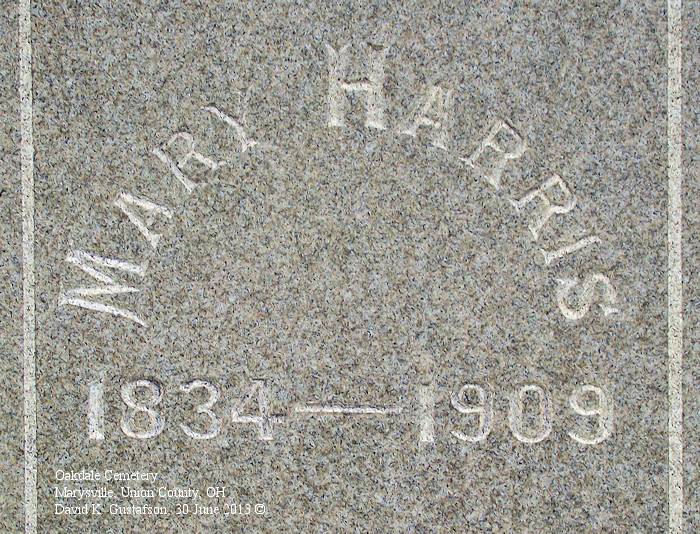 MARY HARRIS
1834—1909
Oakdale Cemetery
Marysville, Union County, OH
David K. Gustafson, 30 June 2013 ©